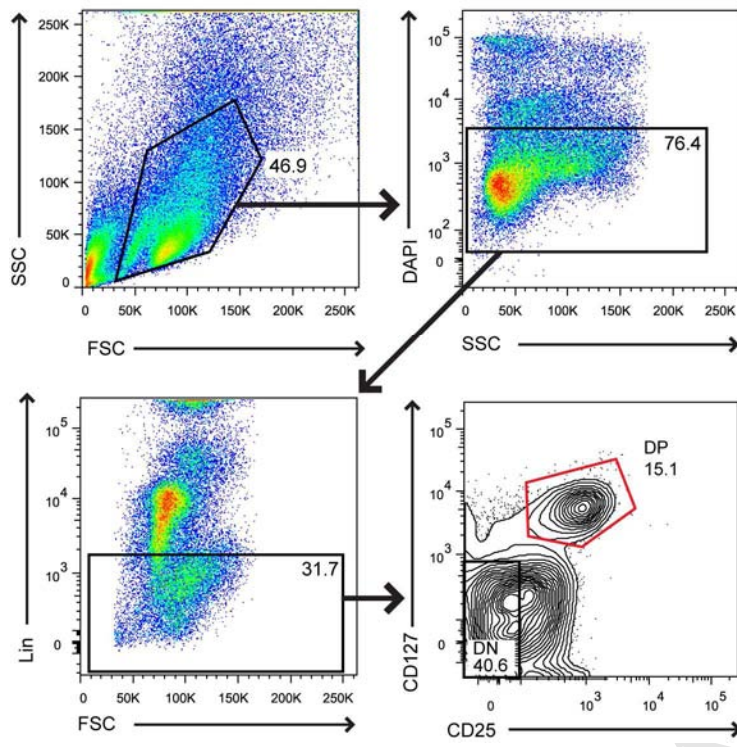 250K
200K
150K
100K
50K
0
46.9
0 50K 100K 150K 200K 250K
SSC
FSC
10^5
10^4
10^3
10^2
0
76.4
0 50K 100K 150K 200K 250K
DAPI
SSC
10^5
10^4
10^3
0
31.7
0 50K 100K 150K 200K 250K
Lin
FSC
10^5
10^4
10^3
0
DP
15.1
DN
40.6
0 10^3 10^4 10^5
CD127
CD25